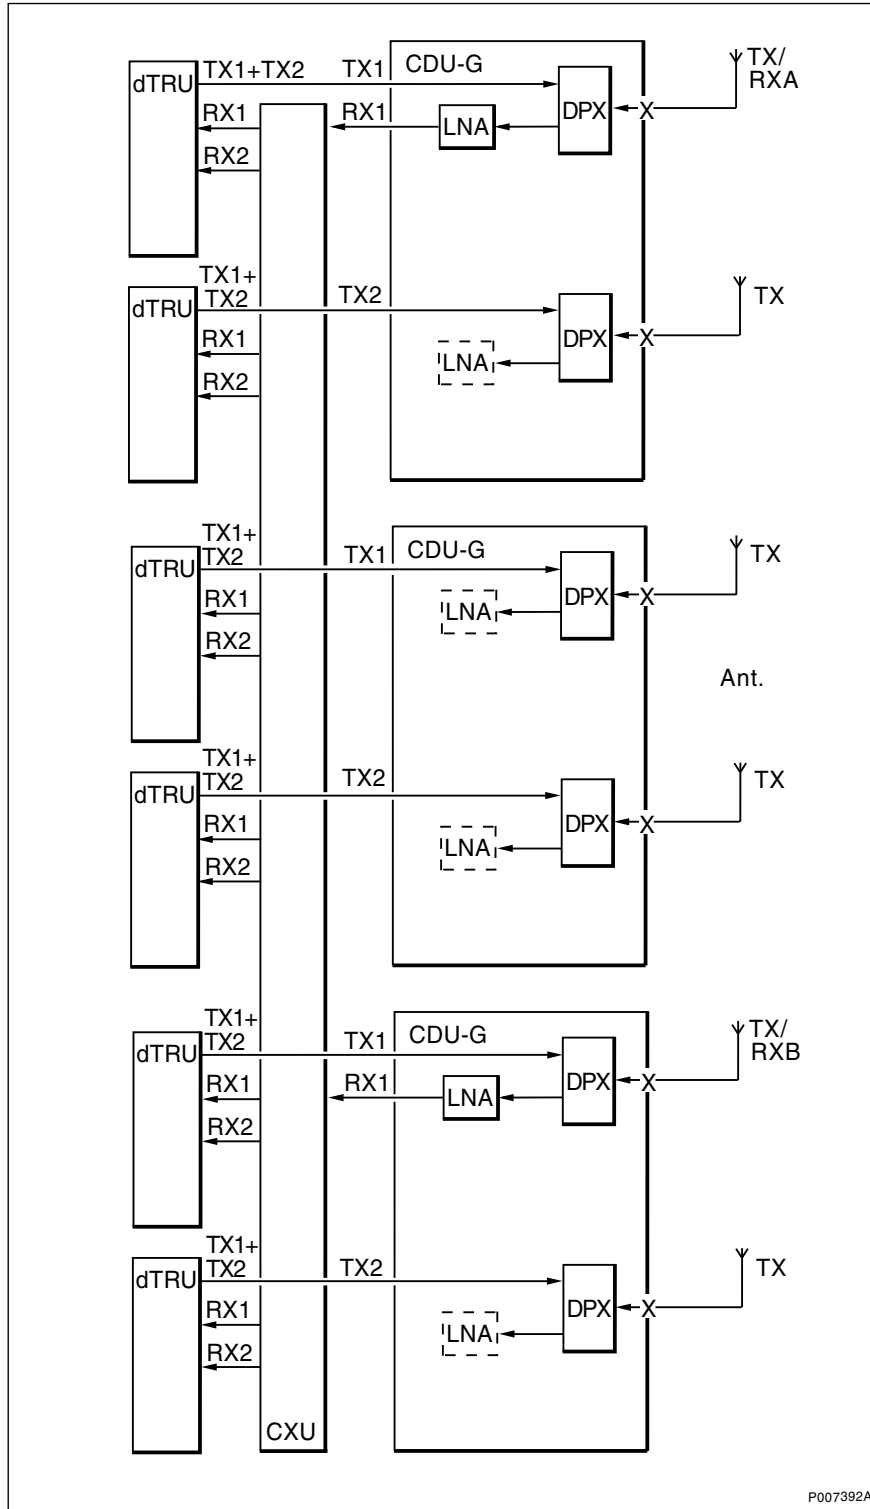 dTRU
TX1+TX2
TX1
CDU-G
TX/
RXA
RX1
RX1
LNA
DPX
X
RX2
dTRU
TX1+
TX2
TX2
DPX
X
TX
RX1
LNA
RX2
dTRU
TX1+
TX2
TX1
CDU-G
DPX
X
TX
RX1
LNA
RX2
Ant.
dTRU
TX1+
TX2
TX2
DPX
X
TX
RX1
LNA
RX2
dTRU
TX1+
TX2
TX1
CDU-G
DPX
X
TX/
RXB
RX1
RX1
LNA
RX2
dTRU
TX1+
TX2
TX2
DPX
X
TX
RX1
LNA
RX2
CXU
P007392A